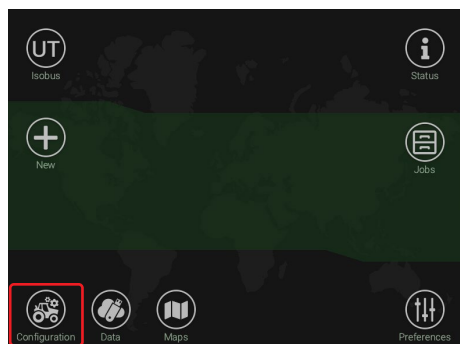 UT
Isobus
Status
New
Jobs
Configuration
Data
Maps
Preferences